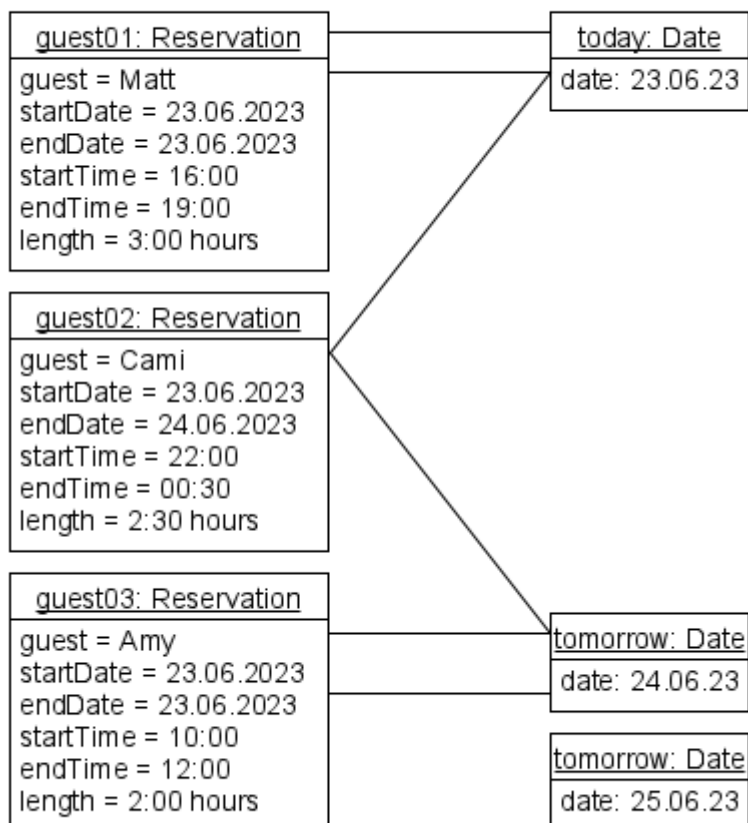 guest01: Reservation
guest = Matt
startDate = 23.06.2023
endDate = 23.06.2023
startTime = 16:00
endTime = 19:00
length = 3:00 hours
today: Date
date: 23.06.23
guest02: Reservation
guest = Cami
startDate = 23.06.2023
endDate = 24.06.2023
startTime = 22:00
endTime = 00:30
length = 2:30 hours
guest03: Reservation
guest = Amy
startDate = 23.06.2023
endDate = 23.06.2023
startTime = 10:00
endTime = 12:00
length = 2:00 hours
tomorrow: Date
date: 24.06.23
tomorrow: Date
date: 25.06.23